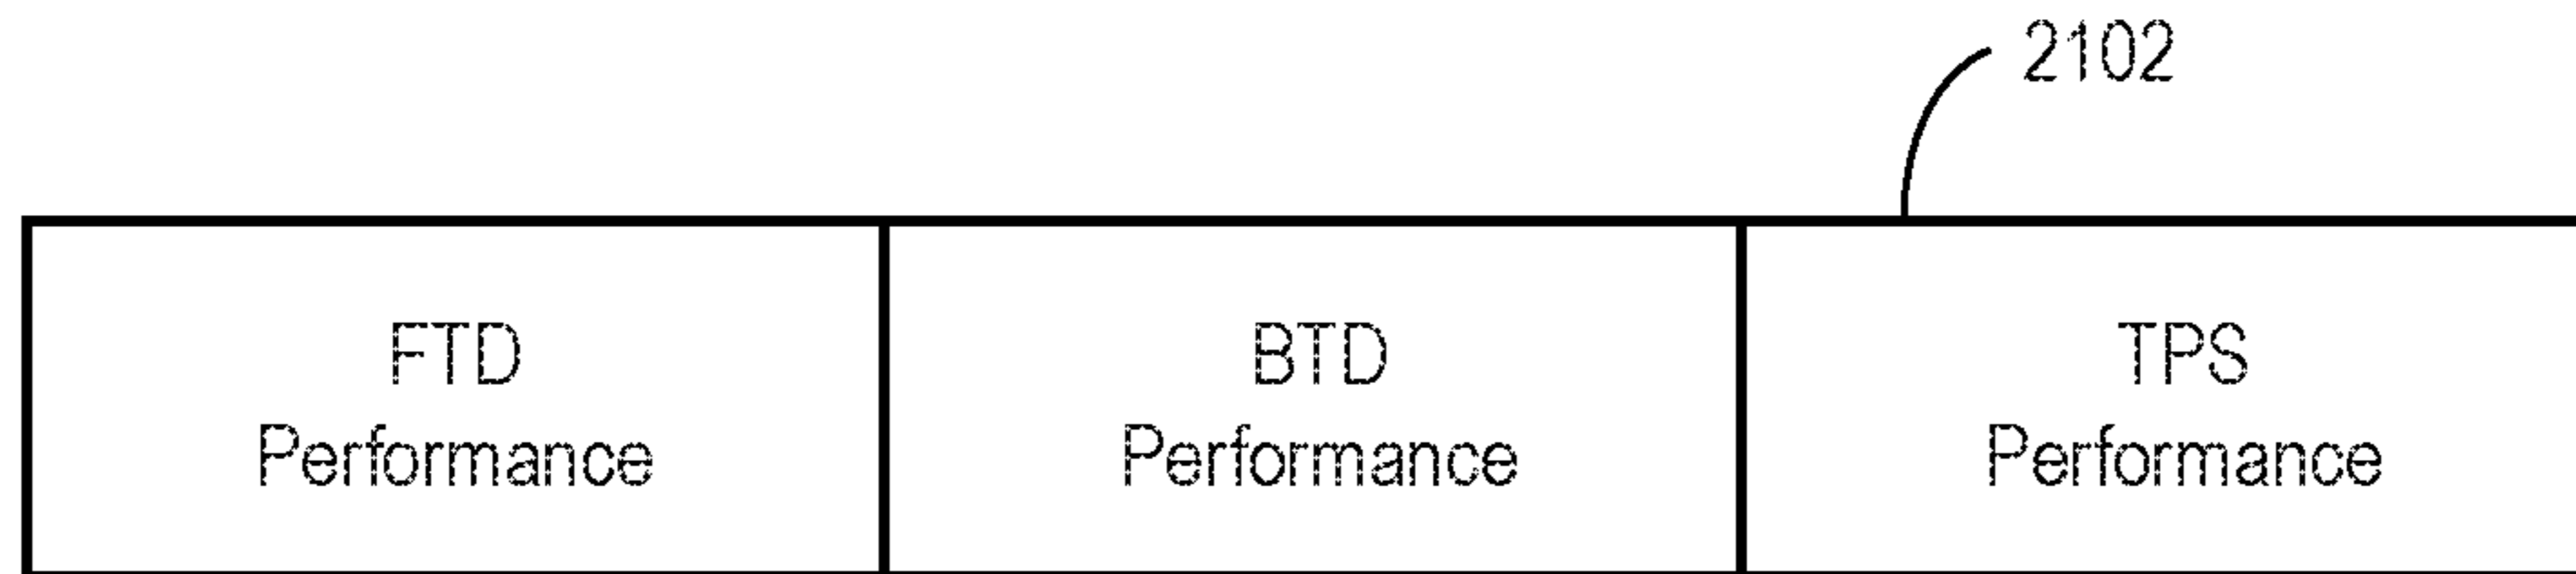 2102
FTD
Performance
BTD
Performance
TPS
Performance